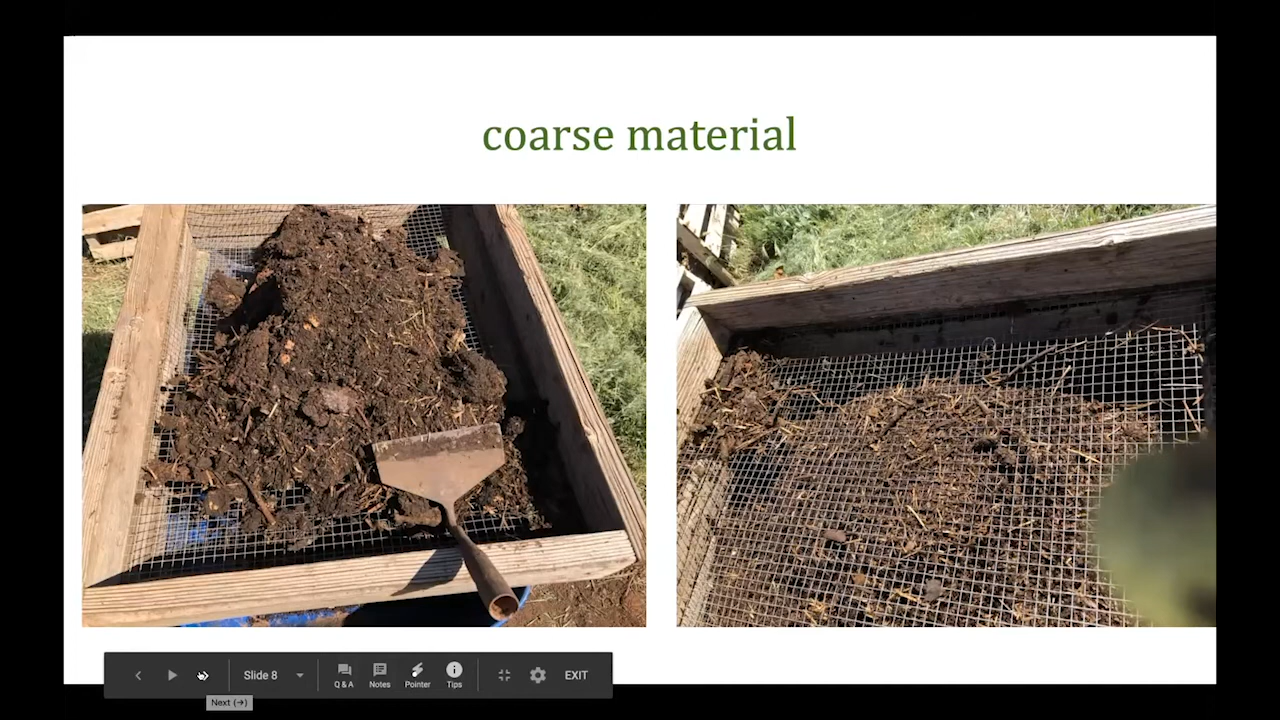 coarse material
Slide 8
Q & A
Notes
Pointer
Tips
EXIT
Next (→)